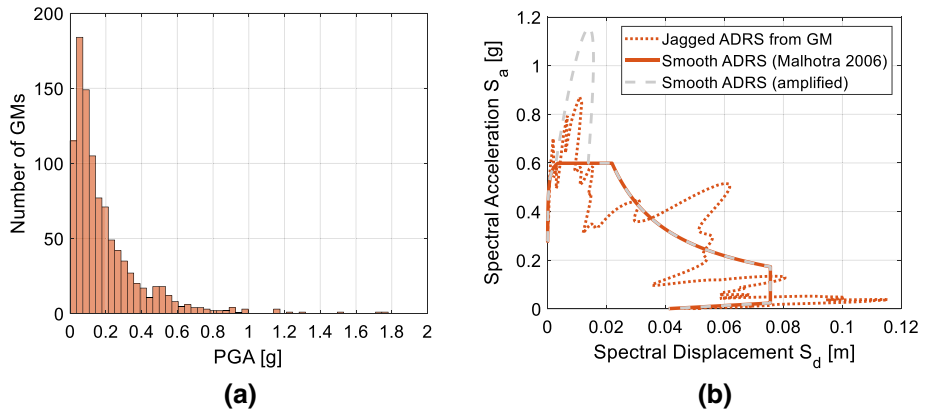 200
150
100
50
0
Number of GMs
0 0.2 0.4 0.6 0.8 1 1.2 1.4 1.6 1.8 2
PGA [g]
(a)
1.2
1
0.8
0.6
0.4
0.2
0
Spectral Acceleration S_a [g]
Jagged ADRS from GM
Smooth ADRS (Malhotra 2006)
Smooth ADRS (amplified)
0 0.02 0.04 0.06 0.08 0.1 0.12
Spectral Displacement S_d [m]
(b)